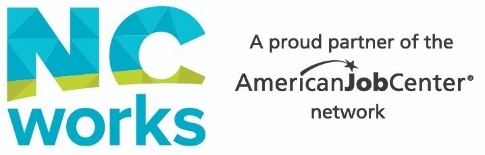 NC
works
A proud partner of the
AmericanJobCenter®
network